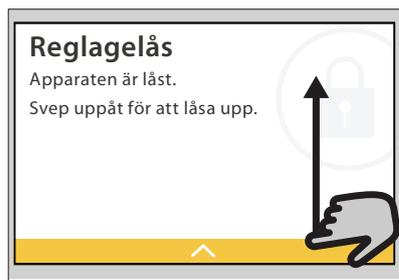 Reglagelås
Apparaten är låst.
Svep uppåt för att låsa upp.